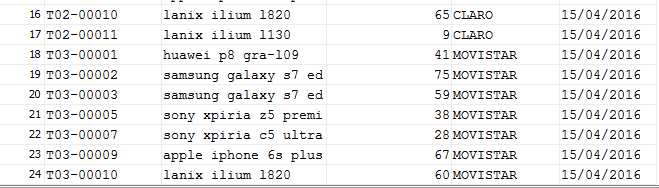 16 T02-00010 lanix ilium l820 65 CLARO 15/04/2016
17 T02-00011 lanix ilium l130 9 CLARO 15/04/2016
18 T03-00001 huawei p8 gra-l09 41 MOVISTAR 15/04/2016
19 T03-00002 samsung galaxy s7 ed 75 MOVISTAR 15/04/2016
20 T03-00003 samsung galaxy s7 ed 59 MOVISTAR 15/04/2016
21 T03-00005 sony xpiria z5 premi 38 MOVISTAR 15/04/2016
22 T03-00007 sony xpiria c5 ultra 28 MOVISTAR 15/04/2016
23 T03-00009 apple iphone 6s plus 67 MOVISTAR 15/04/2016
24 T03-00010 lanix ilium l820 60 MOVISTAR 15/04/2016